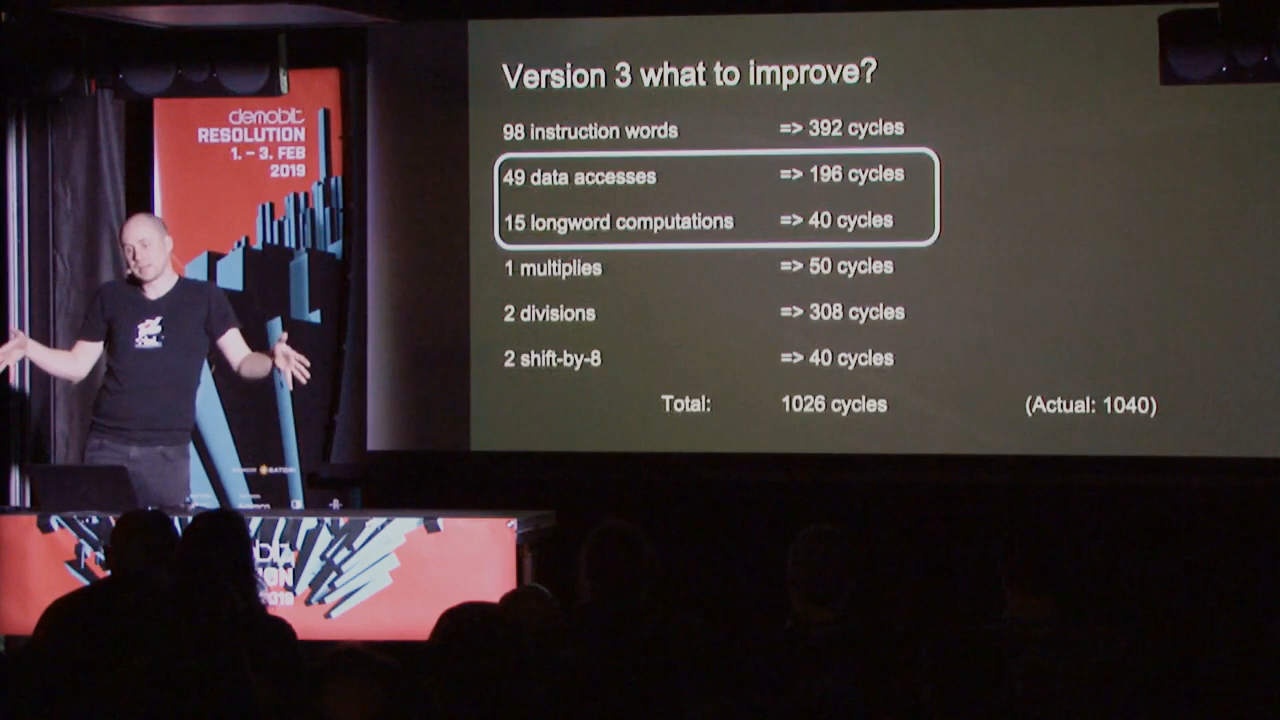 demobit
RESOLUTION
1. – 3. FEB
2019
Version 3 what to improve?
98 instruction words => 392 cycles
49 data accesses => 196 cycles
15 longword computations => 40 cycles
1 multiplies => 50 cycles
2 divisions => 308 cycles
2 shift-by-8 => 40 cycles
Total: 1026 cycles (Actual: 1040)